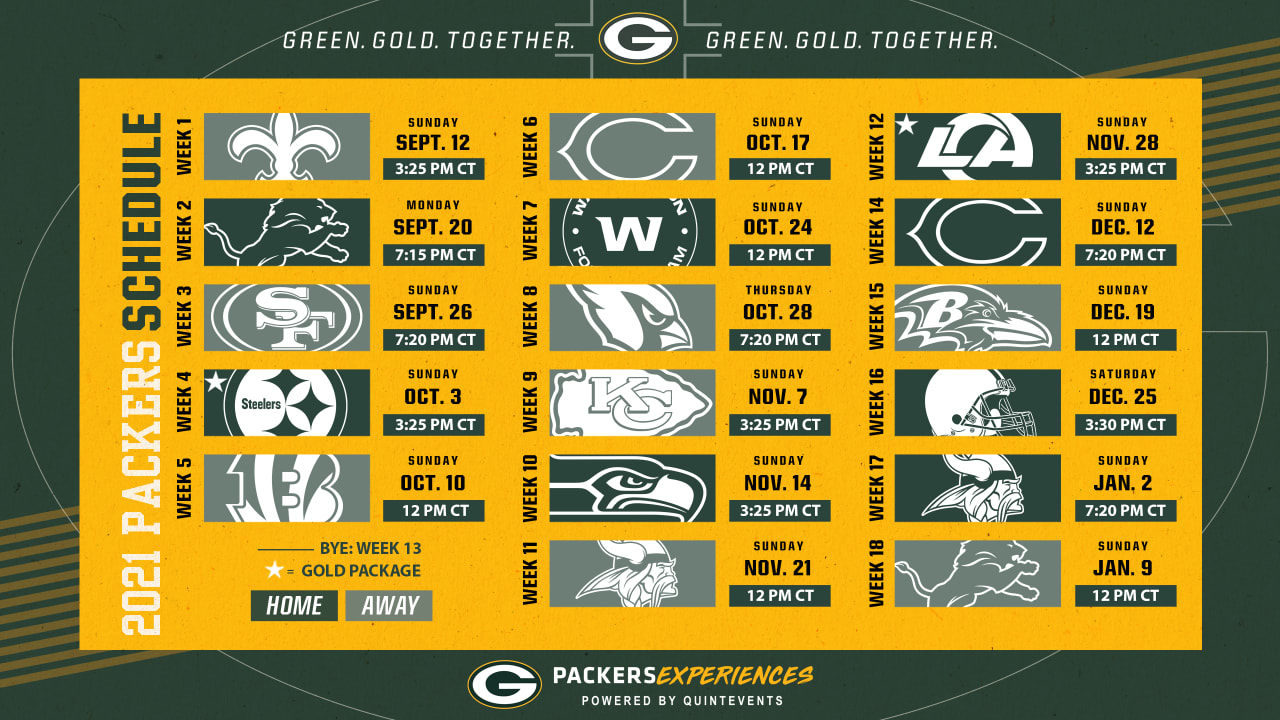 GREEN. GOLD. TOGETHER.
G
GREEN. GOLD. TOGETHER.
2021 PACKERS SCHEDULE
WEEK 1
SUNDAY
SEPT. 12
3:25 PM CT
WEEK 2
MONDAY
SEPT. 20
7:15 PM CT
WEEK 3
SF
SUNDAY
SEPT. 26
7:20 PM CT
WEEK 4
Steelers
SUNDAY
OCT. 3
3:25 PM CT
WEEK 5
B
SUNDAY
OCT. 10
12 PM CT
BYE: WEEK 13
= GOLD PACKAGE
HOME AWAY
WEEK 6
C
SUNDAY
OCT. 17
12 PM CT
WEEK 7
W
SUNDAY
OCT. 24
12 PM CT
WEEK 8
THURSDAY
OCT. 28
7:20 PM CT
WEEK 9
KC
SUNDAY
NOV. 7
3:25 PM CT
WEEK 10
SUNDAY
NOV. 14
3:25 PM CT
WEEK 11
SUNDAY
NOV. 21
12 PM CT
WEEK 12
LA
SUNDAY
NOV. 28
3:25 PM CT
WEEK 14
C
SUNDAY
DEC. 12
7:20 PM CT
WEEK 15
B
SUNDAY
DEC. 19
12 PM CT
WEEK 16
SATURDAY
DEC. 25
3:30 PM CT
WEEK 17
SUNDAY
JAN. 2
7:20 PM CT
WEEK 18
SUNDAY
JAN. 9
12 PM CT
G
PACKERS EXPERIENCES
POWERED BY QUINTEVENTS